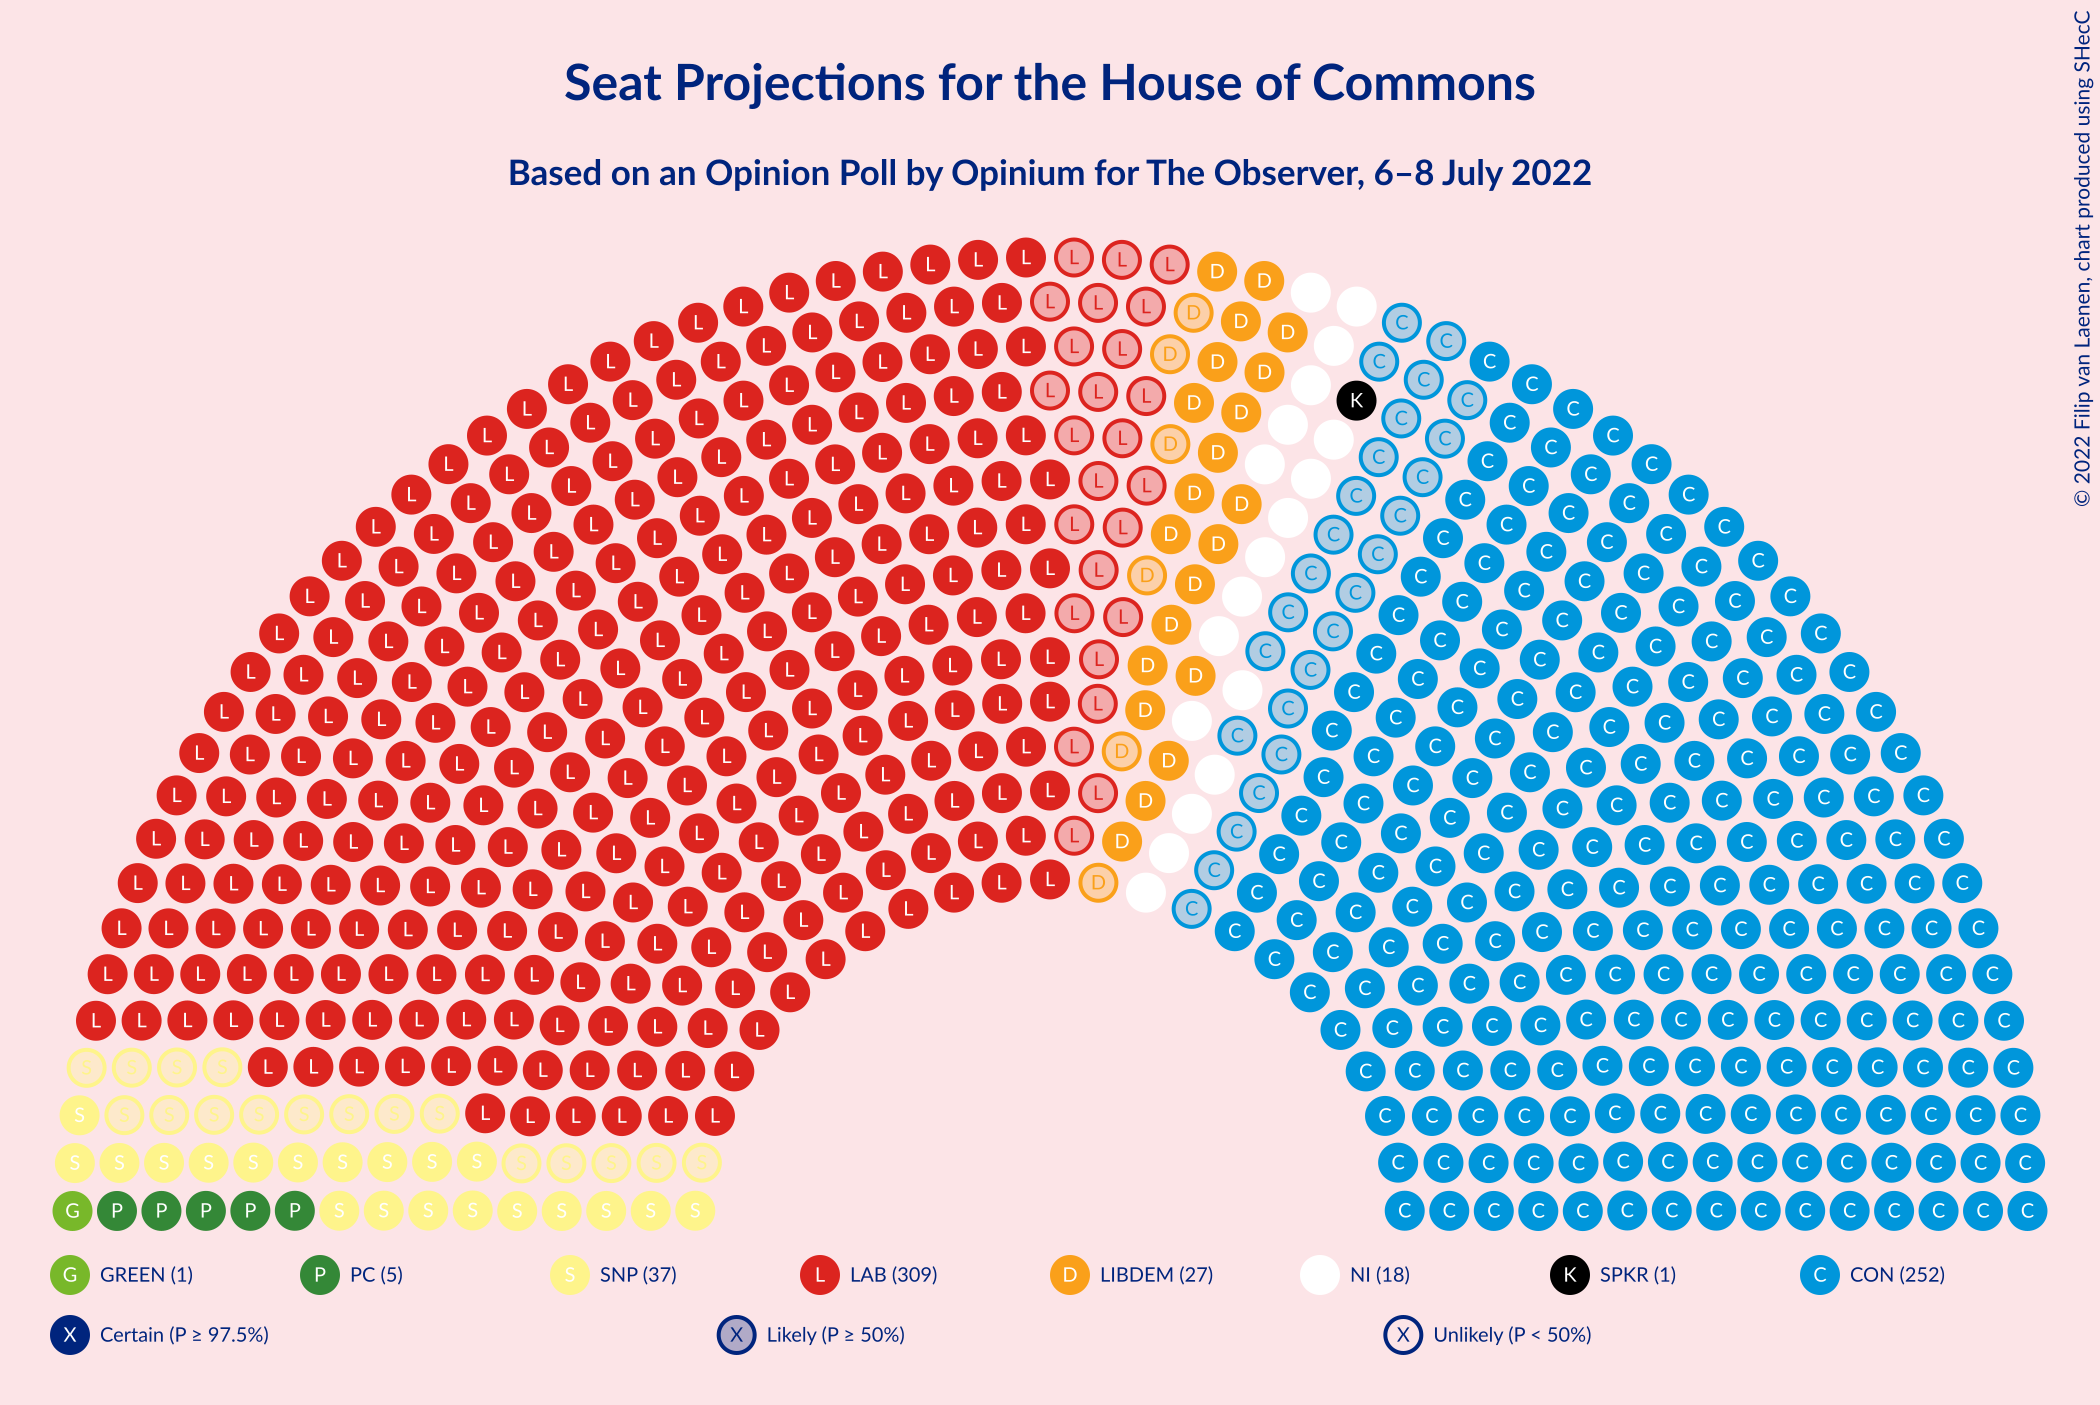 Seat Projections for the House of Commons
Based on an Opinion Poll by Opinium for The Observer, 6–8 July 2022
© 2022 Filip van Laenen, chart produced using SHecC
G GREEN (1) P PC (5) S SNP (37) L LAB (309) D LIBDEM (27) NI (18) K SPKR (1) C CON (252)
X Certain (P ≥ 97.5%) X Likely (P ≥ 50%) X Unlikely (P < 50%)